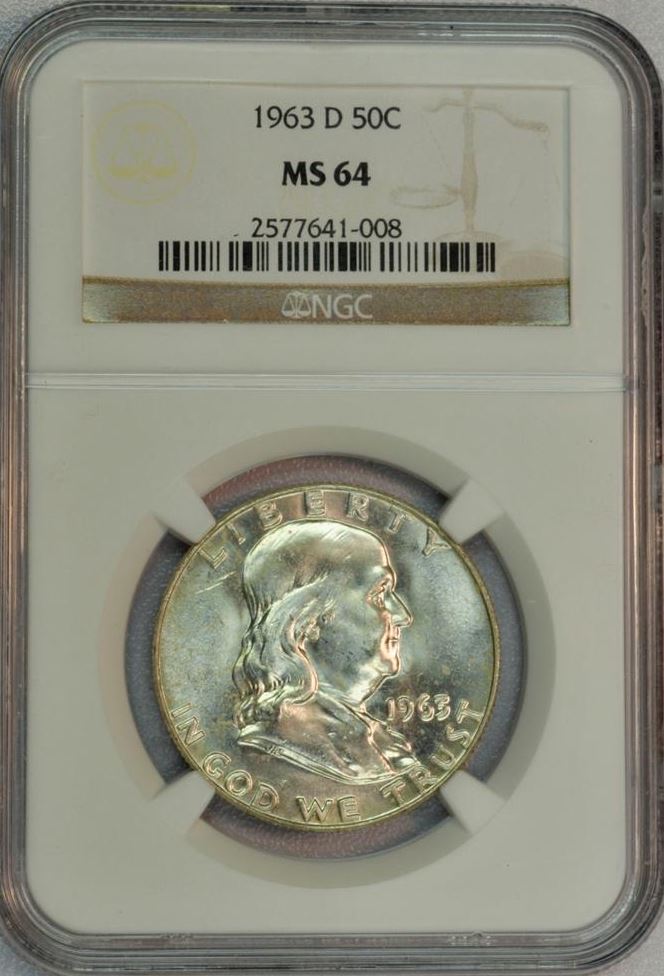 1963 D 50C
MS 64
2577641-008
NGC
LIBERTY
1963
IN GOD WE TRUST